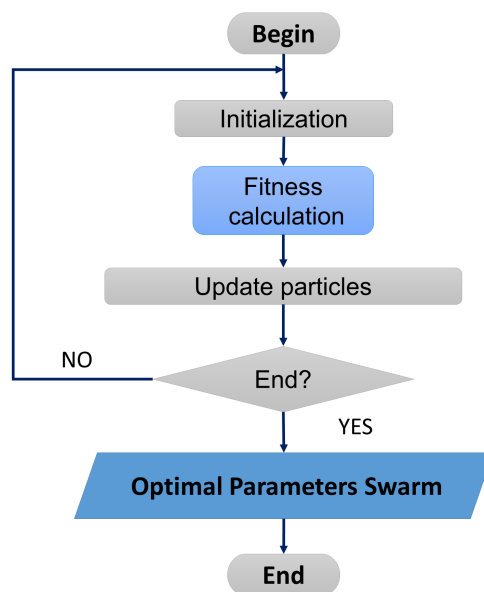 Begin
Initialization
Fitness
calculation
Update particles
NO
End?
YES
Optimal Parameters Swarm
End